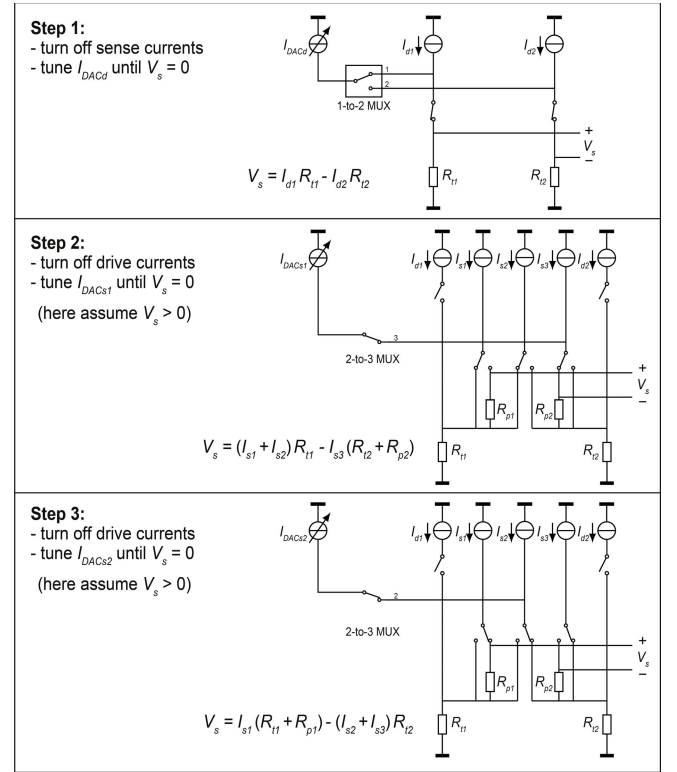 Step 1:
- turn off sense currents
- tune I_DACd until V_s = 0
I_DACd
I_d1
I_d2
1
2
1-to-2 MUX
+
V_s
−
V_s = I_d1 R_t1 - I_d2 R_t2
R_t1
R_t2
Step 2:
- turn off drive currents
- tune I_DACs1 until V_s = 0
(here assume V_s > 0)
I_DACs1
I_d1
I_s1
I_s2
I_s3
I_d2
3
2-to-3 MUX
+
V_s
−
R_p1
R_p2
V_s = (I_s1 + I_s2) R_t1 - I_s3 (R_t2 + R_p2)
R_t1
R_t2
Step 3:
- turn off drive currents
- tune I_DACs2 until V_s = 0
(here assume V_s > 0)
I_DACs2
I_d1
I_s1
I_s2
I_s3
I_d2
2
2-to-3 MUX
+
V_s
−
R_p1
R_p2
V_s = I_s1 (R_t1 + R_p1) - (I_s2 + I_s3) R_t2
R_t1
R_t2